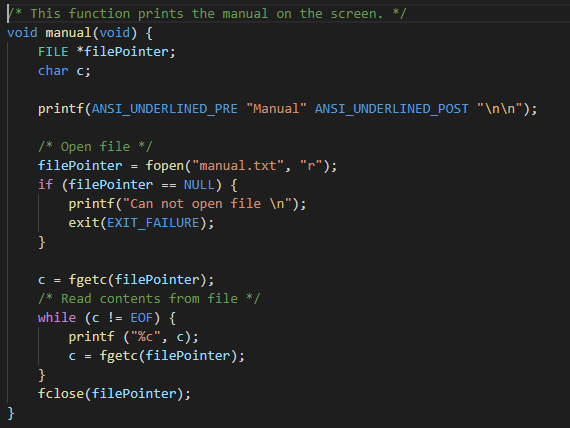 /* This function prints the manual on the screen. */
void manual(void) {
    FILE *filePointer;
    char c;

    printf(ANSI_UNDERLINED_PRE "Manual" ANSI_UNDERLINED_POST "\n\n");

    /* Open file */
    filePointer = fopen("manual.txt", "r");
    if (filePointer == NULL) {
        printf("Can not open file \n");
        exit(EXIT_FAILURE);
    }

    c = fgetc(filePointer);
    /* Read contents from file */
    while (c != EOF) {
        printf ("%c", c);
        c = fgetc(filePointer);
    }
    fclose(filePointer);
}